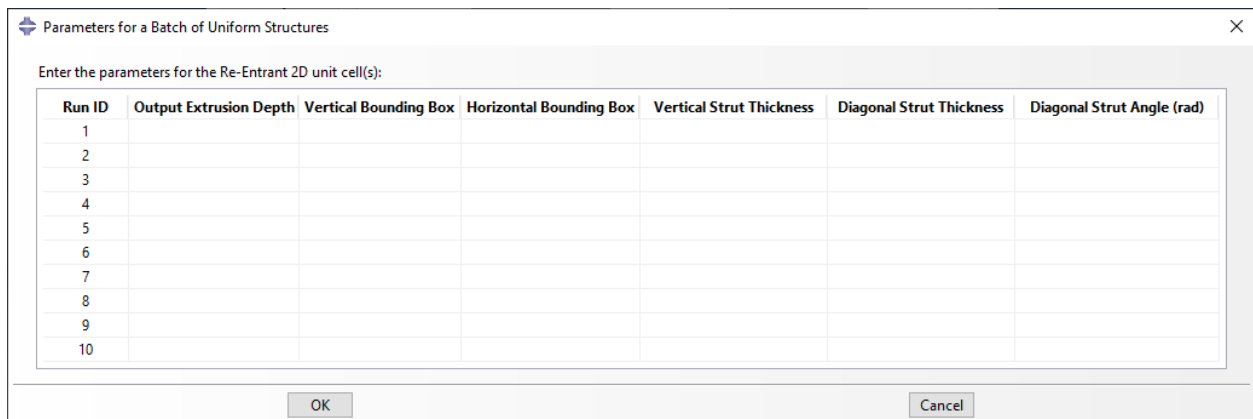 Parameters for a Batch of Uniform Structures
Enter the parameters for the Re-Entrant 2D unit cell(s):
Run ID Output Extrusion Depth Vertical Bounding Box Horizontal Bounding Box Vertical Strut Thickness Diagonal Strut Thickness Diagonal Strut Angle (rad)
1
2
3
4
5
6
7
8
9
10
OK Cancel